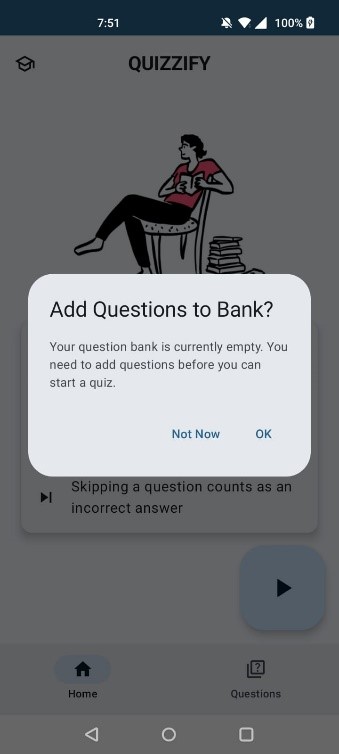 7:51
100%
QUIZZIFY
Add Questions to Bank?
Your question bank is currently empty. You
need to add questions before you can
start a quiz.
Not Now
OK
Skipping a question counts as an
incorrect answer
Home
Questions